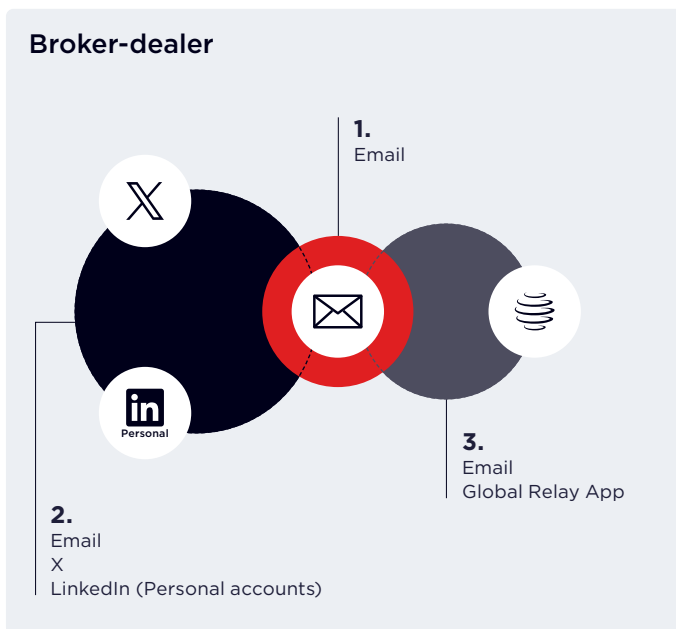 Broker-dealer
1.
Email
X
in
Personal
3.
Email
Global Relay App
2.
Email
X
LinkedIn (Personal accounts)